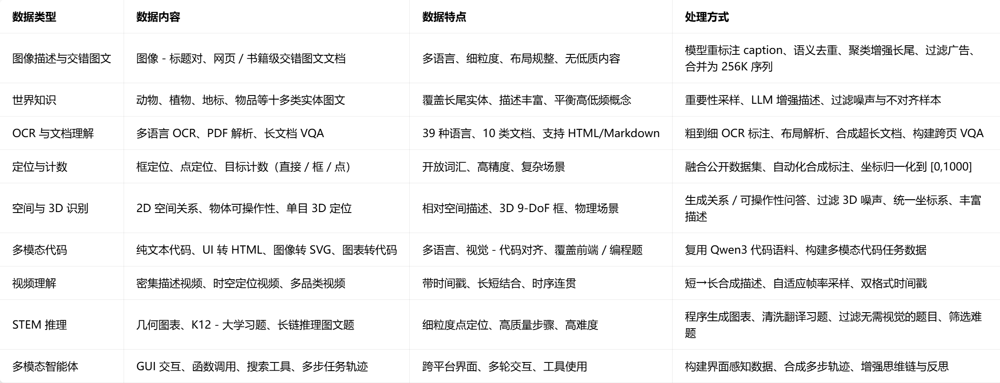 数据类型 数据内容 数据特点 处理方式
图像描述与交错图文 图像 - 标题对、网页 / 书籍级交错图文文档 多语言、细粒度、布局规整、无低质内容 模型重标注 caption、语义去重、聚类增强长尾、过滤广告、
合并为 256K 序列
世界知识 动物、植物、地标、物品等十多类实体图文 覆盖长尾实体、描述丰富、平衡高低频概念 重要性采样、LLM 增强描述、过滤噪声与不对齐样本
OCR 与文档理解 多语言 OCR、PDF 解析、长文档 VQA 39 种语言、10 类文档、支持 HTML/Markdown 粗到细 OCR 标注、布局解析、合成超长文档、构建跨页 VQA
定位与计数 框定位、点定位、目标计数（直接 / 框 / 点） 开放词汇、高精度、复杂场景 融合公开数据集、自动化合成标注、坐标归一化到 [0,1000]
空间与 3D 识别 2D 空间关系、物体可操作性、单目 3D 定位 相对空间描述、3D 9-DoF 框、物理场景 生成关系 / 可操作性问答、过滤 3D 噪声、统一坐标系、丰富
描述
多模态代码 纯文本代码、UI 转 HTML、图像转 SVG、图表转代码 多语言、视觉 - 代码对齐、覆盖前端 / 编程题 复用 Qwen3 代码语料、构建多模态代码任务数据
视频理解 密集描述视频、时空定位视频、多品类视频 带时间戳、长短结合、时序连贯 短→长合成描述、自适应帧率采样、双格式时间戳
STEM 推理 几何图表、K12 - 大学习题、长链推理图文题 细粒度点定位、高质量步骤、高难度 程序生成图表、清洗翻译习题、过滤无需视觉的题目、筛选难
题
多模态智能体 GUI 交互、函数调用、搜索工具、多步任务轨迹 跨平台界面、多轮交互、工具使用 构建界面感知数据、合成多步轨迹、增强思维链与反思